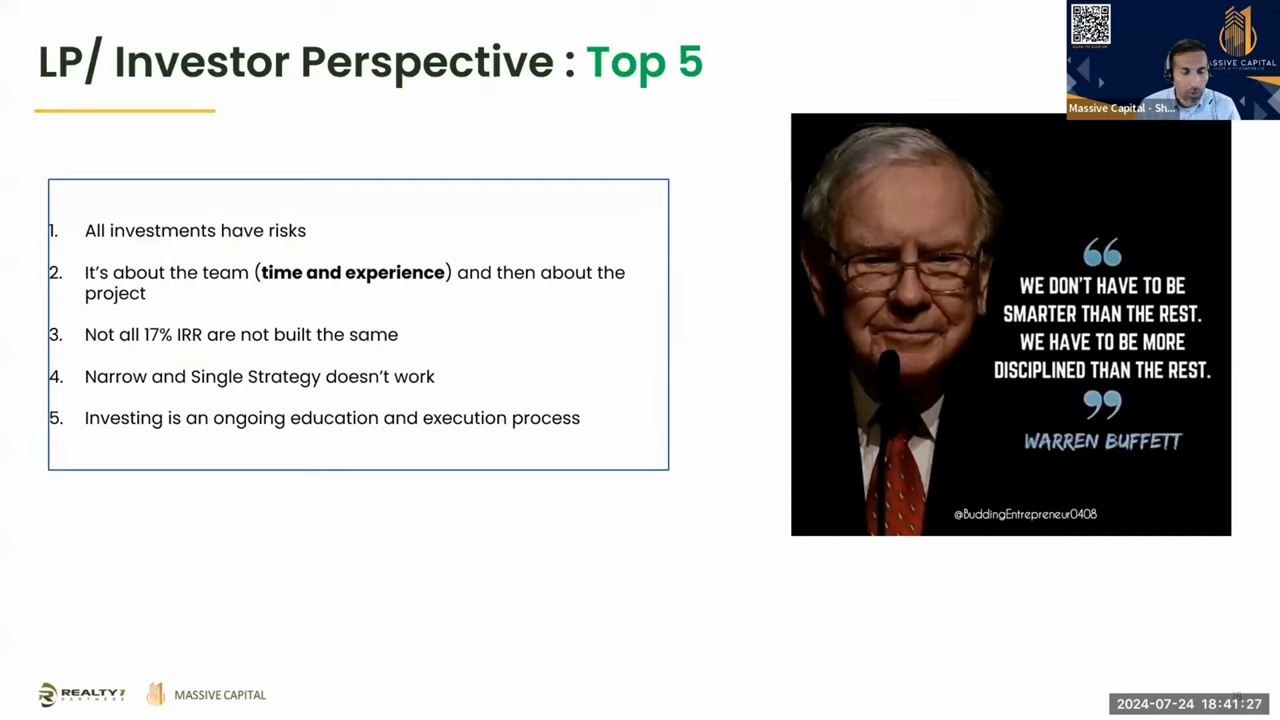 LP/ Investor Perspective : Top 5
1. All investments have risks
2. It's about the team (time and experience) and then about the
project
3. Not all 17% IRR are not built the same
4. Narrow and Single Strategy doesn't work
5. Investing is an ongoing education and execution process
“
WE DON'T HAVE TO BE
SMARTER THAN THE REST.
WE HAVE TO BE MORE
DISCIPLINED THAN THE REST.
”
WARREN BUFFETT
@BuddingEntrepreneur0408
Massive Capital - Sh...
REALTY
PARTNERS
MASSIVE CAPITAL
2024-07-24 18:41:27